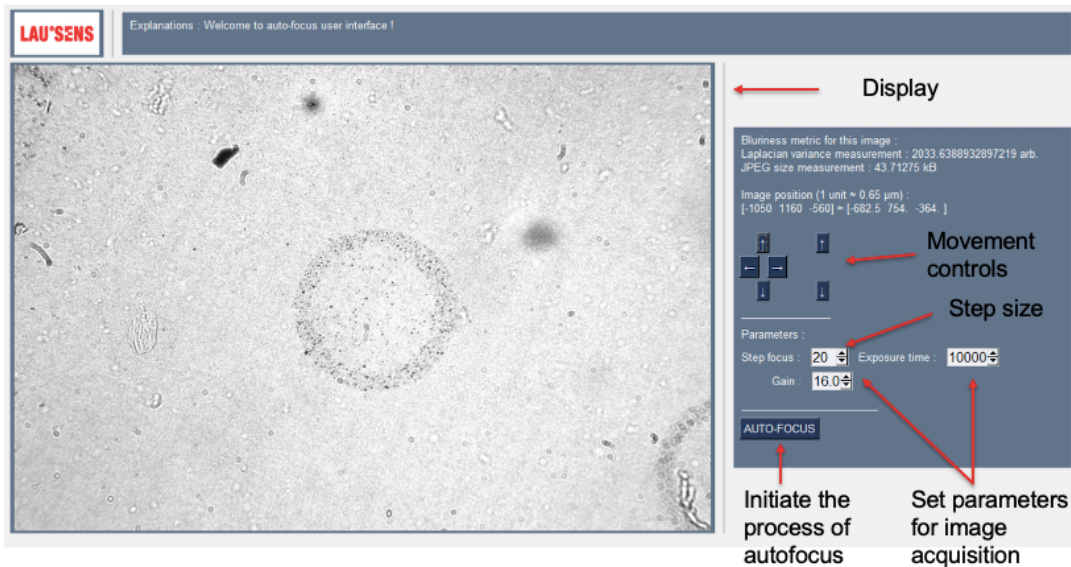 LAU'SENS
Explanations : Welcome to auto-focus user interface !
Display
Bluriness metric for this image :
Laplacian variance measurement : 2033.6388932897219 arb.
JPEG size measurement : 43.71275 kB
Image position (1 unit ≈ 0.65 µm) :
[-1050 1160 -560] ≈ [-682.5 754. -364. ]
↑ ↑
← →
↓ ↓
Movement
controls
Step size
Parameters :
Step focus : 20 Exposure time : 10000
Gain : 16.0
AUTO-FOCUS
Initiate the
process of
autofocus
Set parameters
for image
acquisition